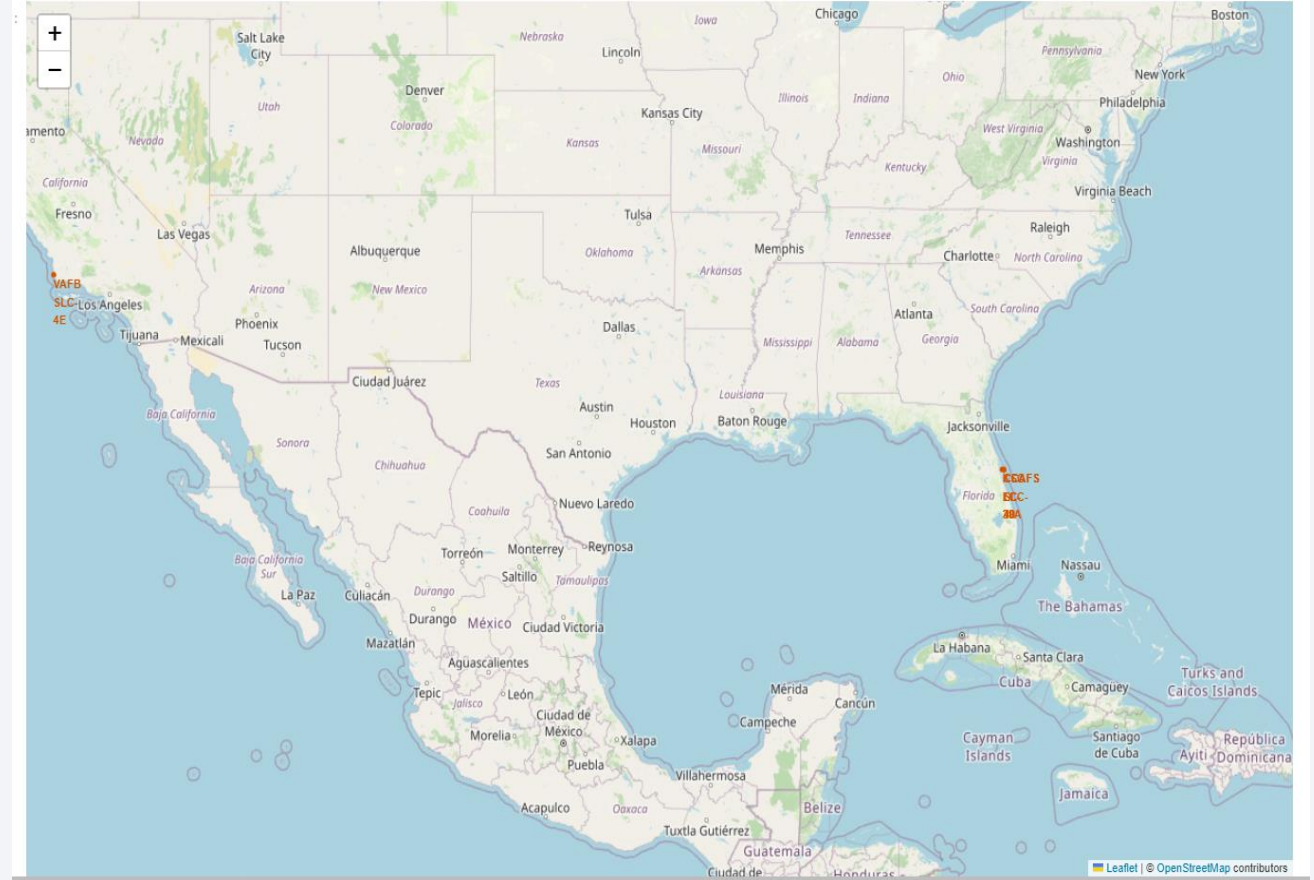 :
+
−
Chicago
Boston
Iowa
Salt Lake
City
Nebraska
Lincoln
Pennsylvania
New York
Denver
Ohio
Utah
Illinois
Indiana
Philadelphia
Kansas City
Colorado
amento
Nevada
Kansas
Missouri
West Virginia
Washington
Kentucky
Virginia
California
Virginia Beach
Fresno
Las Vegas
Tulsa
Raleigh
Albuquerque
Oklahoma
Memphis
Tennessee
Charlotte
North Carolina
Arkansas
VAFB
SLC-
4E
Los Angeles
Arizona
New Mexico
South Carolina
Phoenix
Atlanta
Tijuana
Mexicali
Tucson
Dallas
Mississippi
Alabama
Georgia
Ciudad Juárez
Texas
Louisiana
Austin
Houston
Baton Rouge
Baja California
Jacksonville
Sonora
San Antonio
Chihuahua
Florida
Nuevo Laredo
Coahuila
Torreón
Monterrey
Reynosa
Baja California
Sur
Saltillo
Tamaulipas
Miami
Nassau
La Paz
Culiacán
Durango
The Bahamas
Durango
México
Ciudad Victoria
Mazatlán
La Habana
Santa Clara
Aguascalientes
Cuba
Camagüey
Turks and
Caicos Islands
Tepic
Jalisco
León
Mérida
Cancún
Ciudad de
México
Campeche
Morelia
Xalapa
Cayman
Islands
Santiago
de Cuba
República
Dominicana
Ayiti
Puebla
Villahermosa
Acapulco
Oaxaca
Belize
Jamaica
Tuxtla Gutiérrez
Guatemala
Ciudad de
Honduras
Leaflet | © OpenStreetMap contributors